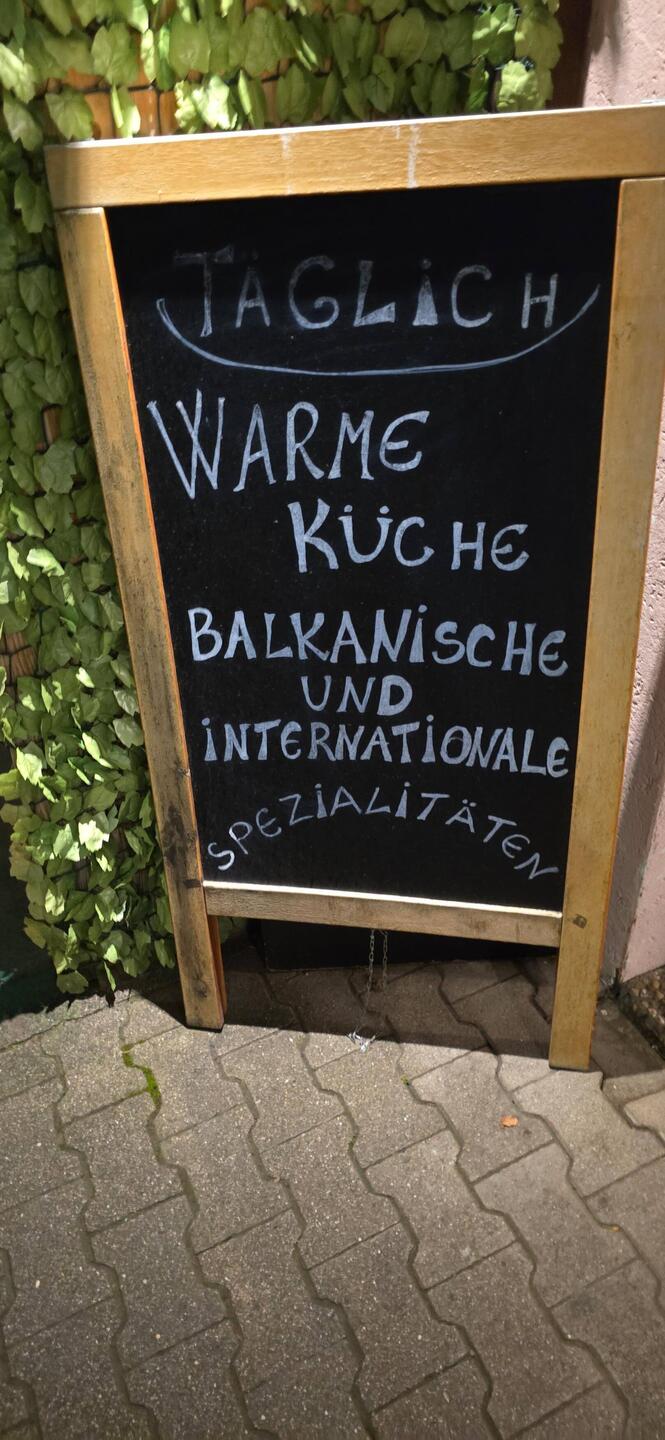 TÄGLICH
WARME
KÜCHE
BALKANISCHE
UND
INTERNATIONALE
SPEZIALITÄTEN